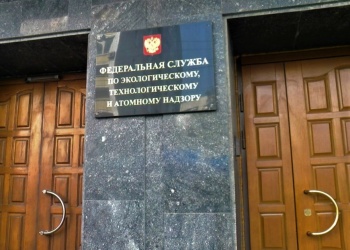 ФЕДЕРАЛЬНАЯ СЛУЖБА
ПО ЭКОЛОГИЧЕСКОМУ,
ТЕХНОЛОГИЧЕСКОМУ
И АТОМНОМУ НАДЗОРУ